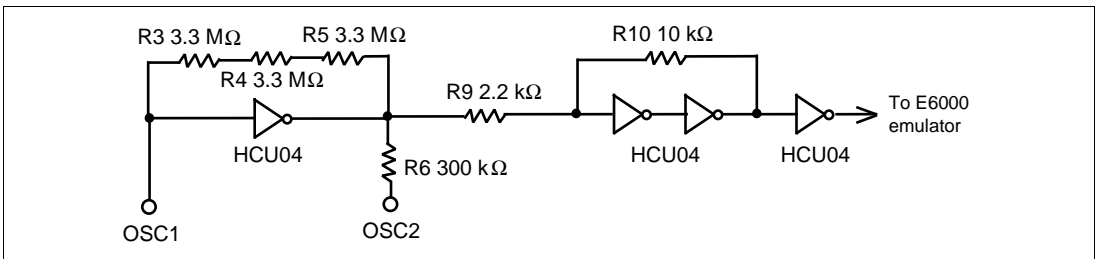 R3 3.3 MΩ
R5 3.3 MΩ
R10 10 kΩ
R4 3.3 MΩ
R9 2.2 kΩ
To E6000
emulator
HCU04
HCU04
HCU04
R6 300 kΩ
OSC1
OSC2